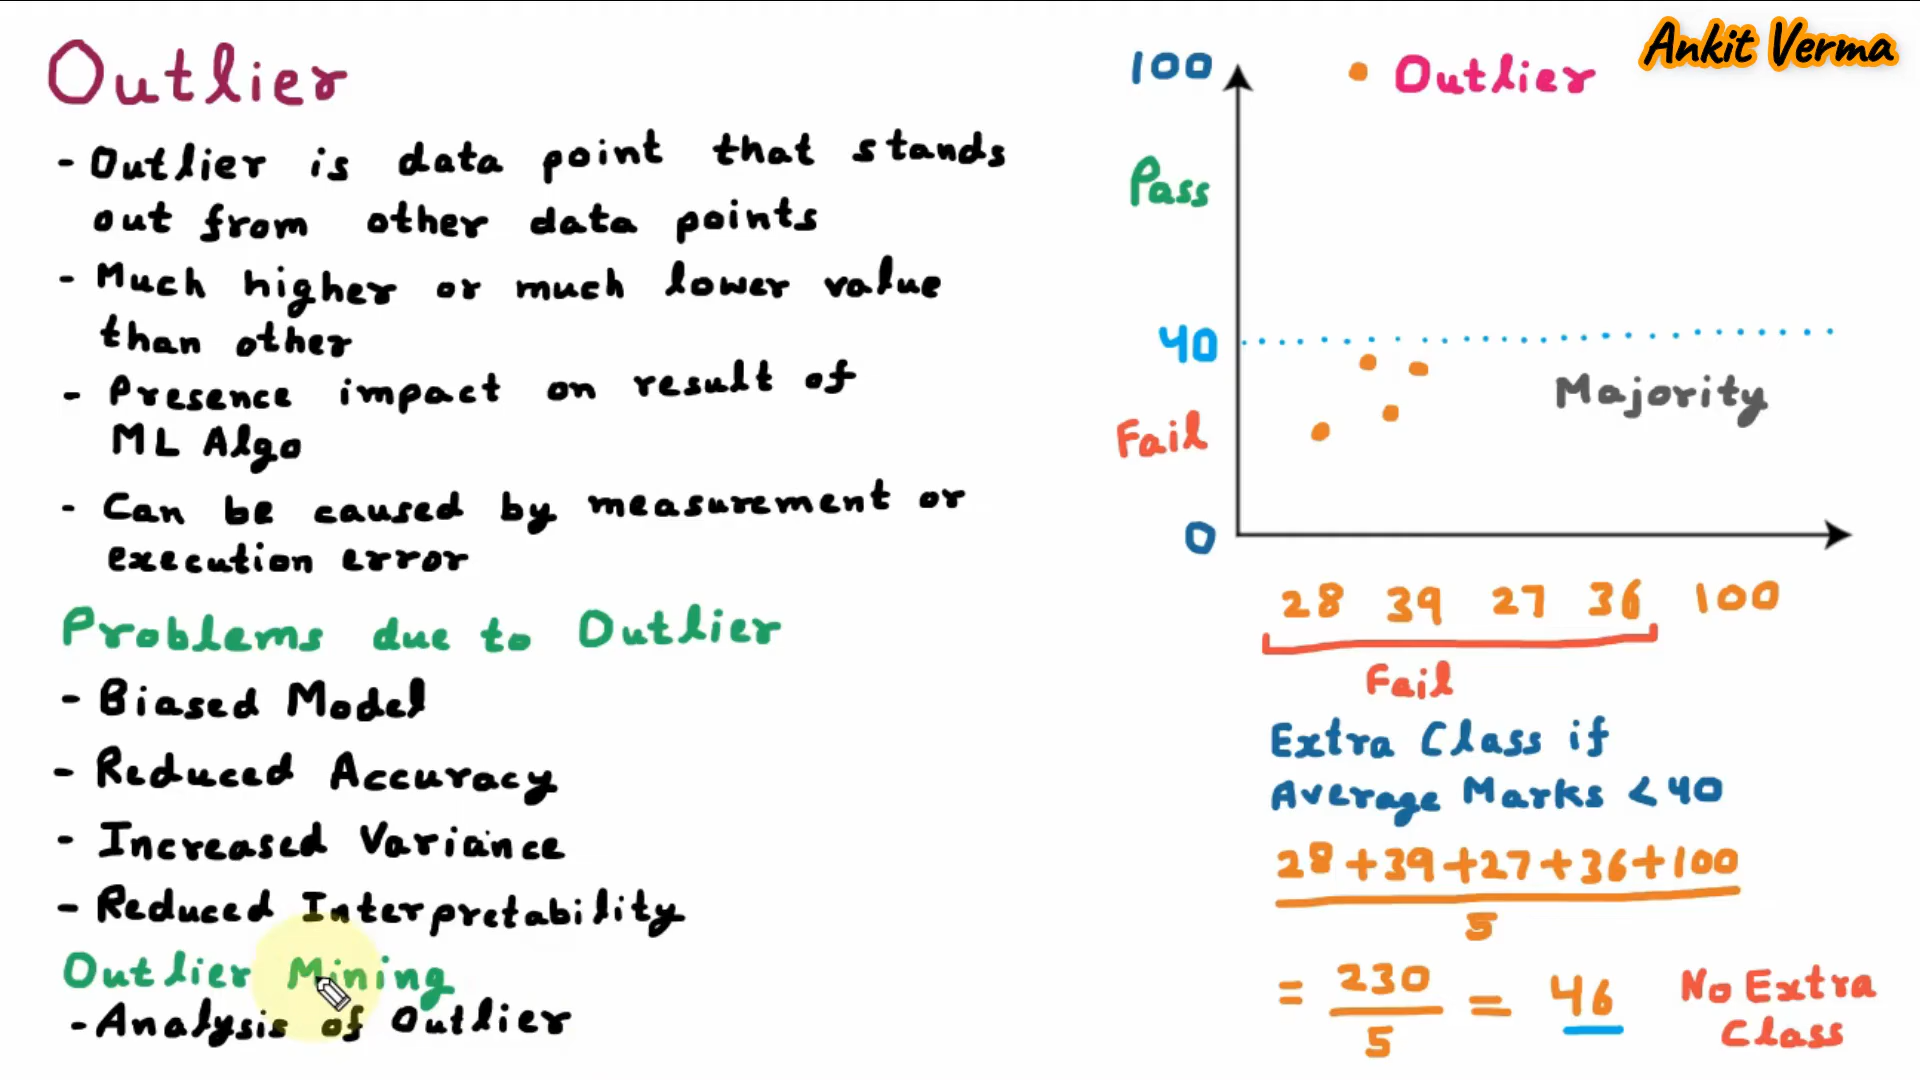 Outlier
- Outlier is data point that stands
out from other data points
- Much higher or much lower value
than other
- Presence impact on result of
ML Algo
- Can be caused by measurement or
execution error
Problems due to Outlier
- Biased Model
- Reduced Accuracy
- Increased Variance
- Reduced Interpretability
Outlier Mining
- Analysis of Outlier
Ankit Verma
100
Outlier
Pass
40
Majority
Fail
0
28 39 27 36 100
Fail
Extra Class if
Average Marks < 40
28 + 39 + 27 + 36 + 100
5
= 230 = 46
5
No Extra
Class